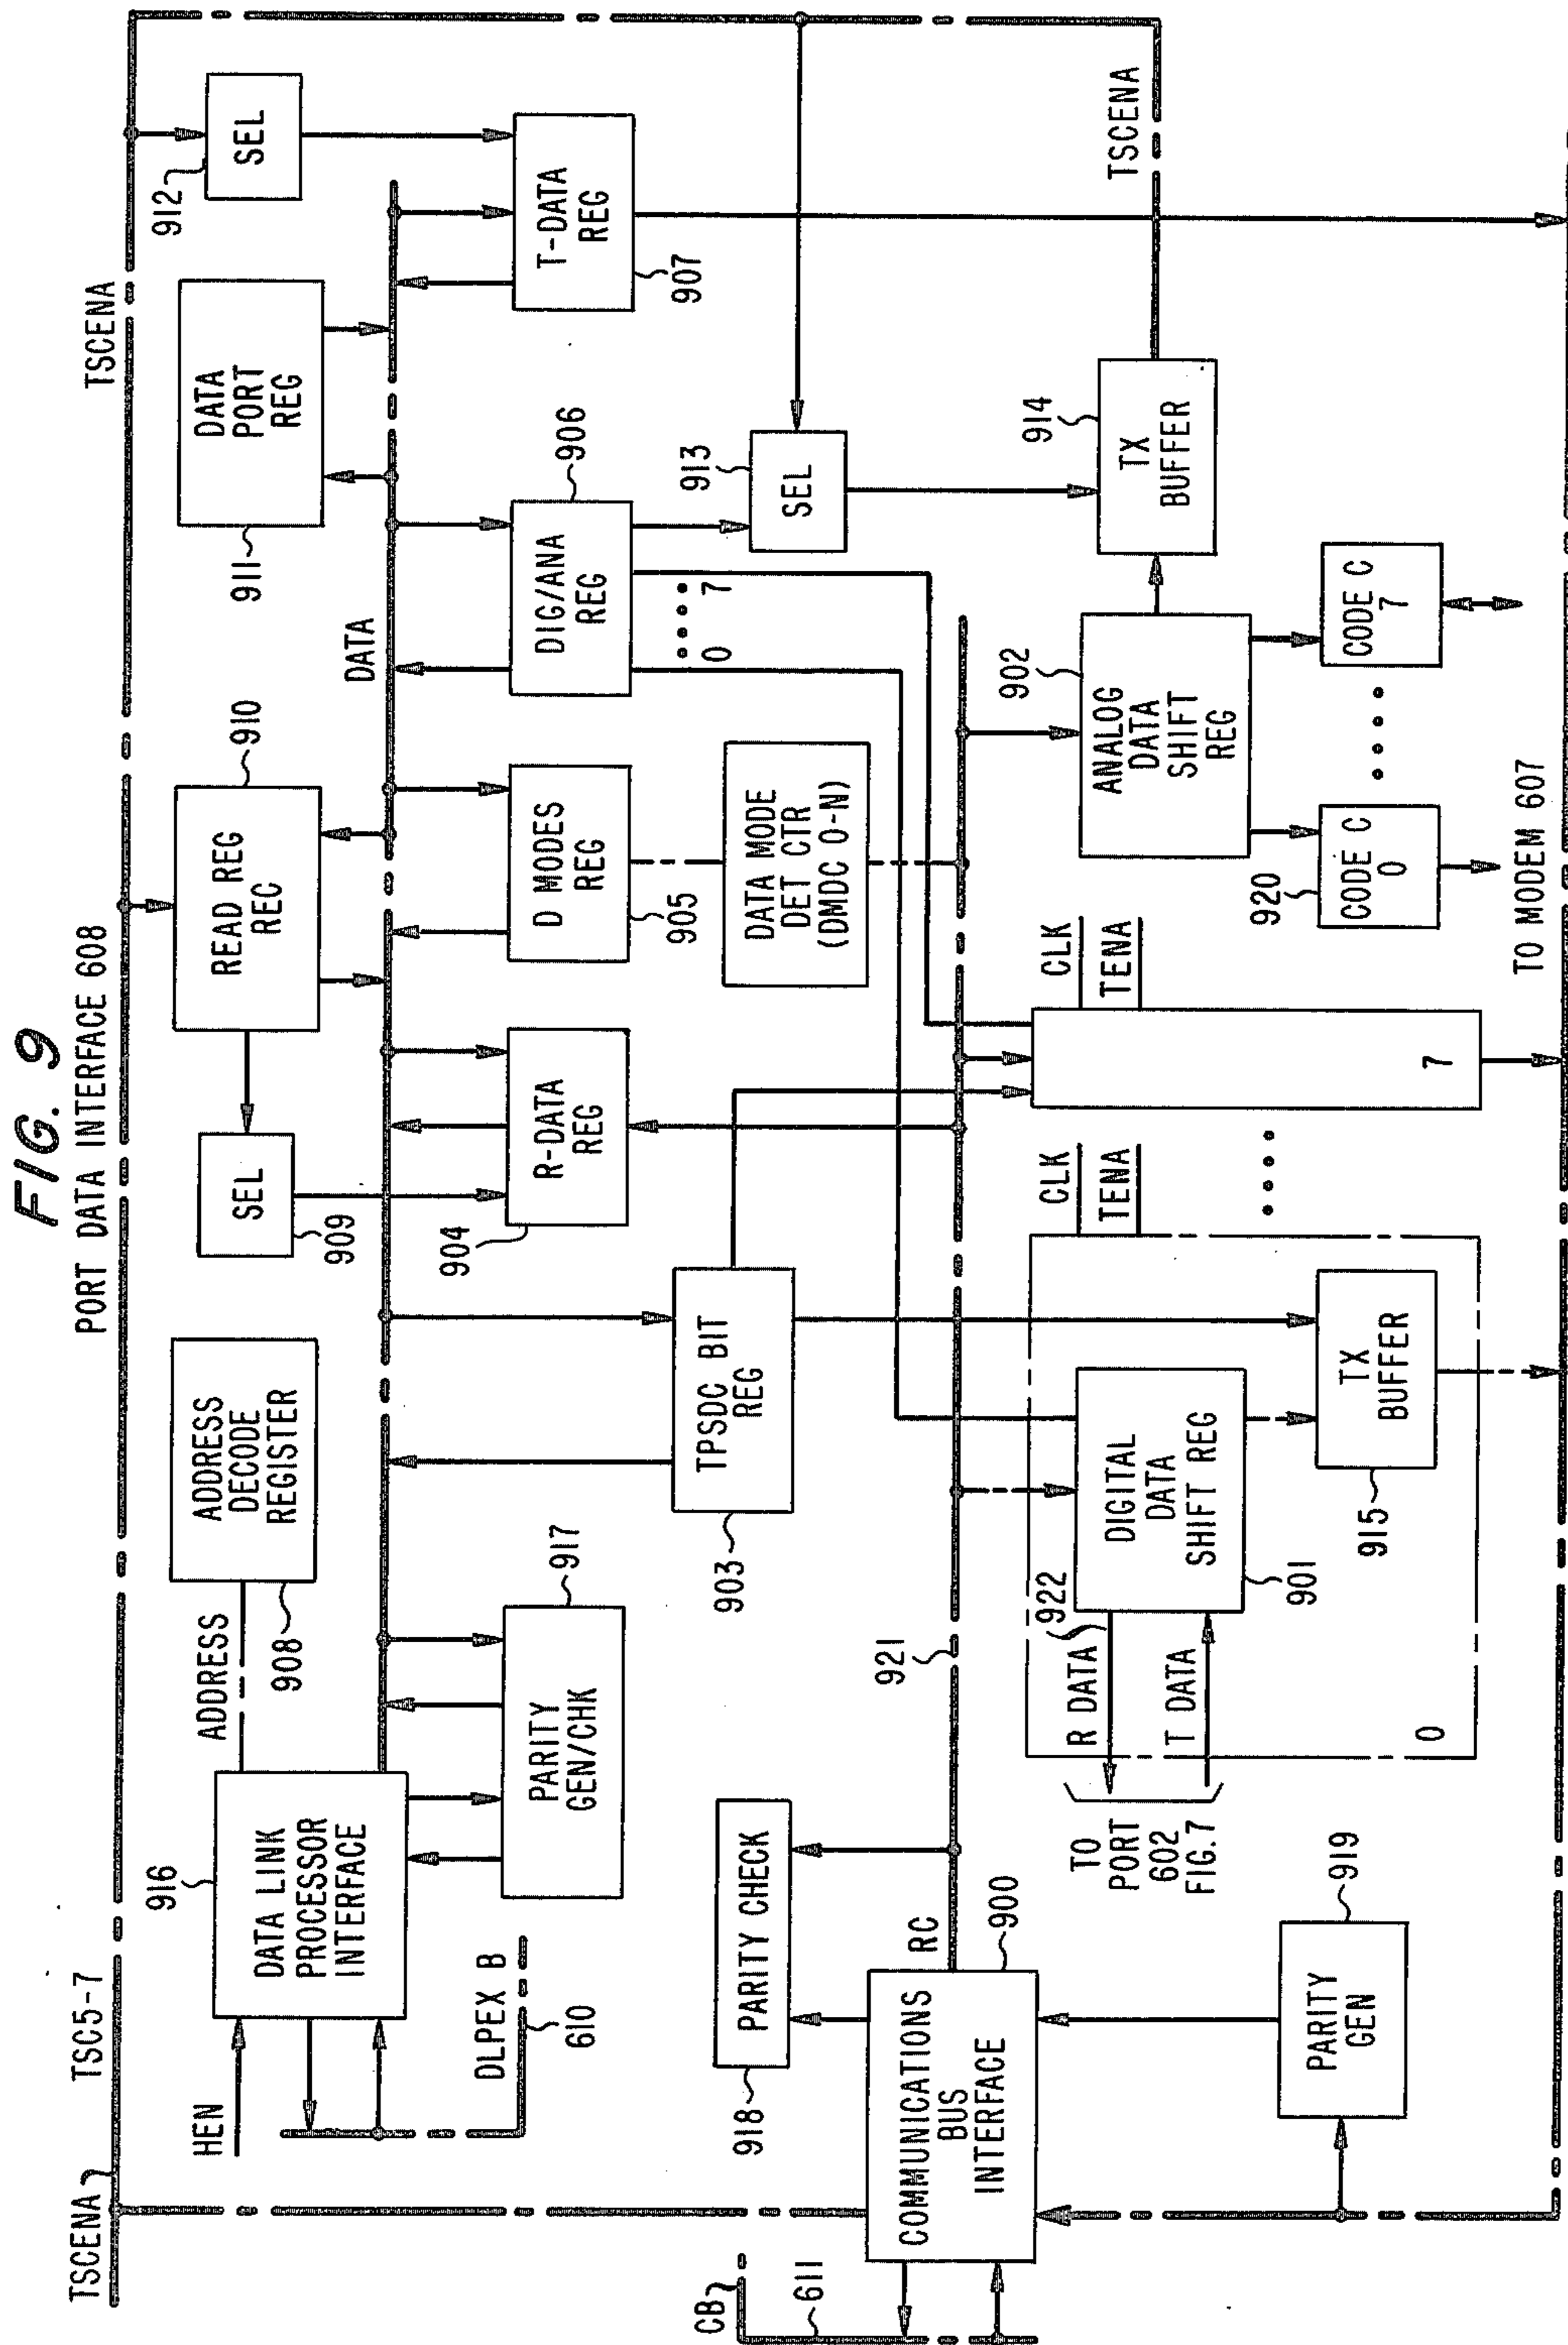 FIG. 9
PORT DATA INTERFACE 608
TSCENA
TSC5-7
TSCENA
HEN
916
DATA LINK
PROCESSOR
INTERFACE
ADDRESS
ADDRESS
DECODE
REGISTER
908
SEL
909
READ REG
REC
910
DATA
DATA
PORT
REG
911
SEL
912
DLPEX B
610
PARITY
GEN/CHK
917
TPSDC BIT
REG
903
R-DATA
REG
904
D MODES
REG
905
DATA MODE
DET CTR
(DMDC 0-N)
DIG/ANA
REG
906
0
7
T-DATA
REG
907
SEL
913
CB
611
PARITY CHECK
918
COMMUNICATIONS
BUS
INTERFACE
RC
900
921
PARITY
GEN
919
TO
PORT
602
FIG.7
R DATA
922
T DATA
DIGITAL
DATA
SHIFT REG
901
TX
BUFFER
915
0
CLK
TENA
7
CLK
TENA
ANALOG
DATA
SHIFT
REG
902
TX
BUFFER
914
TSCENA
CODE C
0
920
CODE C
7
TO MODEM 607